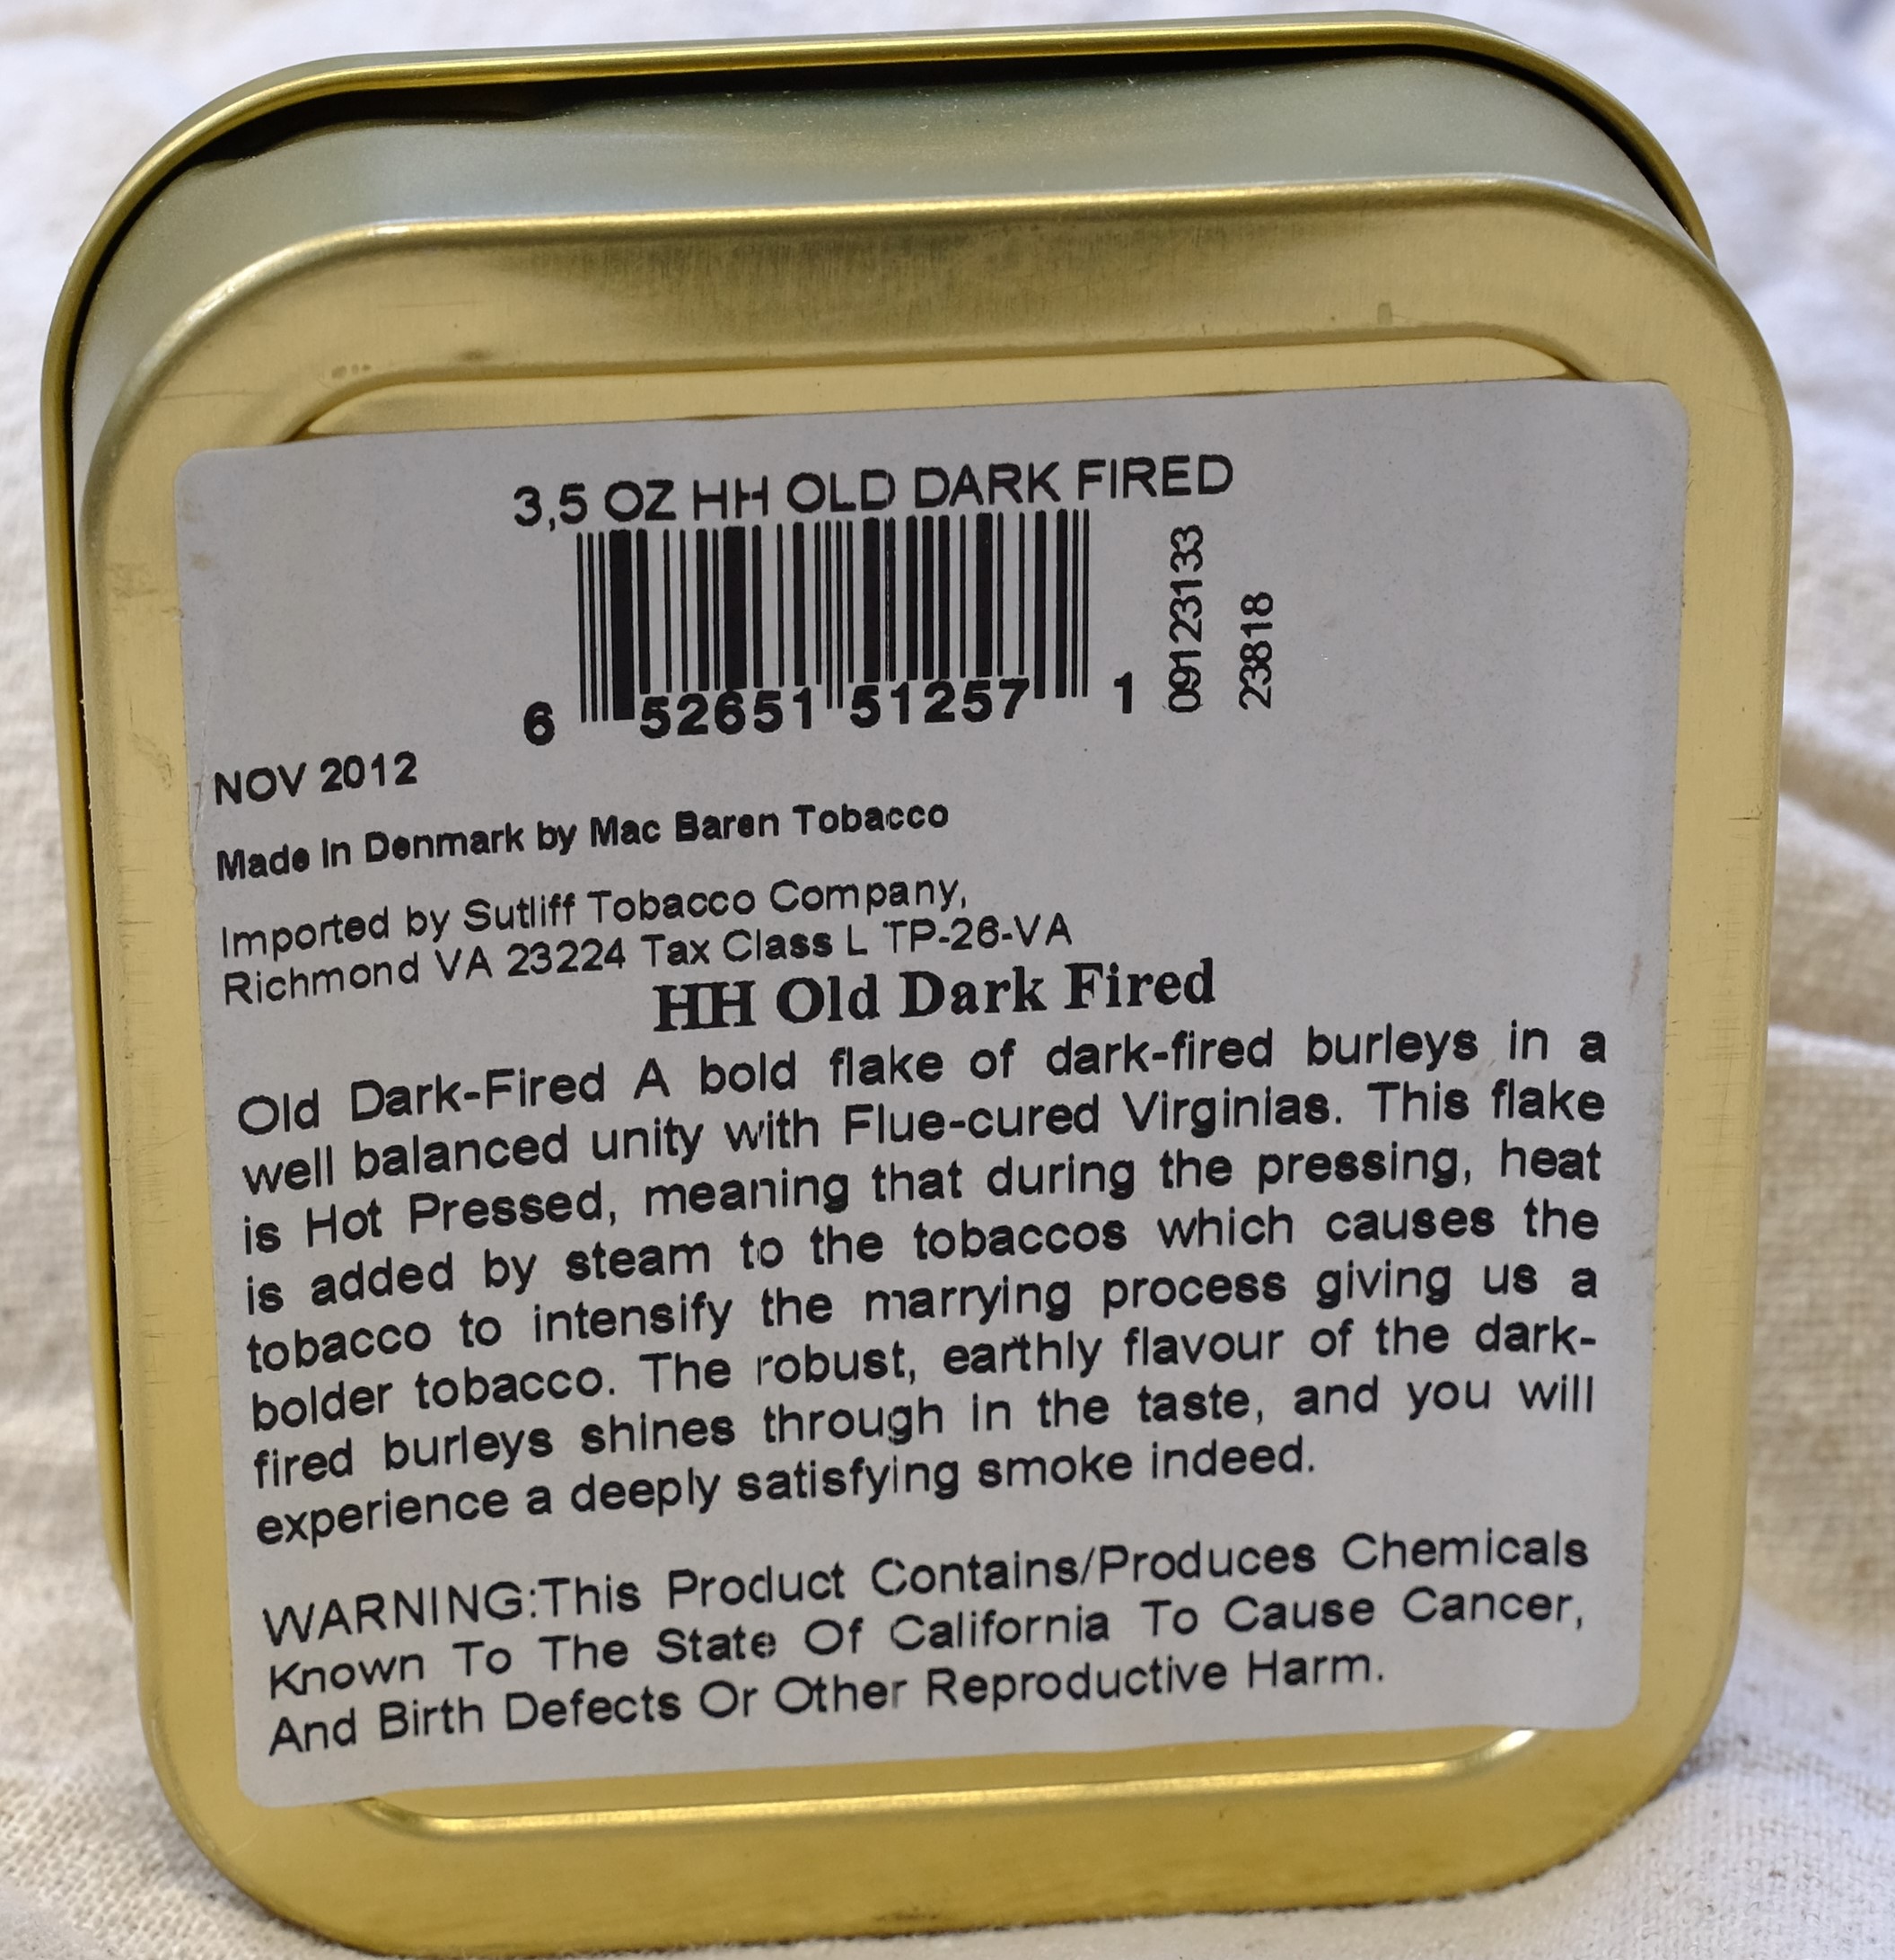 3,5 OZ HH OLD DARK FIRED
6 52651 51257 1
09123133
23818
NOV 2012
Made In Denmark by Mac Baren Tobacco
Imported by Sutliff Tobacco Company,
Richmond VA 23224 Tax Class L TP-26-VA
HH Old Dark Fired
Old Dark-Fired A bold flake of dark-fired burleys in a
well balanced unity with Flue-cured Virginias. This flake
is Hot Pressed, meaning that during the pressing, heat
is added by steam to the tobaccos which causes the
tobacco to intensify the marrying process giving us a
bolder tobacco. The robust, earthly flavour of the dark-
fired burleys shines through in the taste, and you will
experience a deeply satisfying smoke indeed.
WARNING:This Product Contains/Produces Chemicals
Known To The State Of California To Cause Cancer,
And Birth Defects Or Other Reproductive Harm.